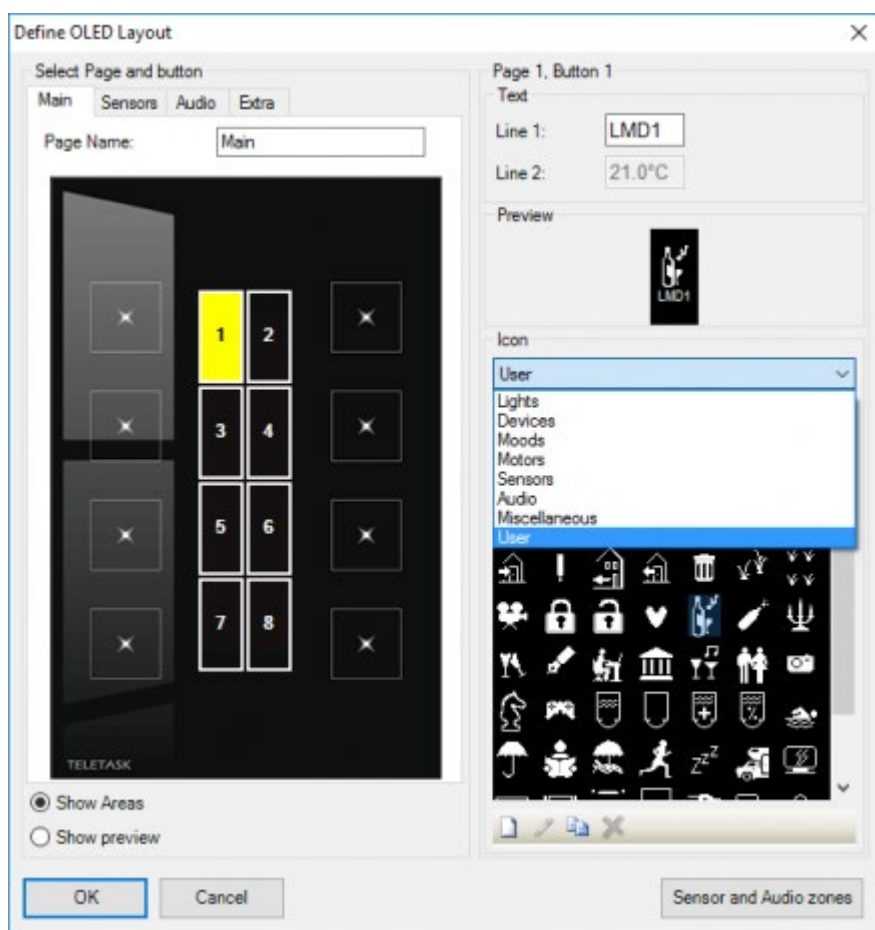 Define OLED Layout
Select Page and button
Main
Sensors
Audio
Extra
Page Name:
Main
1
2
3
4
5
6
7
8
TELETASK
Show Areas
Show preview
OK
Cancel
Page 1, Button 1
Text
Line 1:
LMD1
Line 2:
21.0°C
Preview
LMD1
Icon
User
Lights
Devices
Moods
Motors
Sensors
Audio
Miscellaneous
User
zzz
Sensor and Audio zones